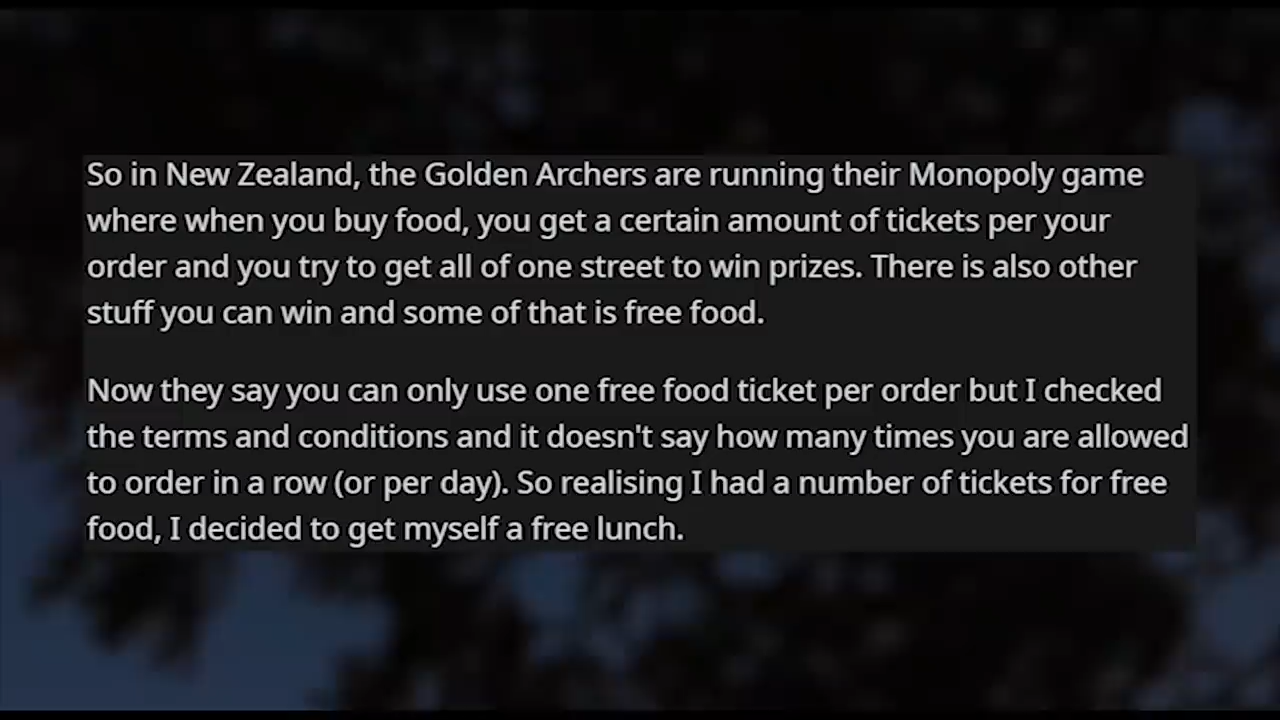 So in New Zealand, the Golden Archers are running their Monopoly game
where when you buy food, you get a certain amount of tickets per your
order and you try to get all of one street to win prizes. There is also other
stuff you can win and some of that is free food.
Now they say you can only use one free food ticket per order but I checked
the terms and conditions and it doesn't say how many times you are allowed
to order in a row (or per day). So realising I had a number of tickets for free
food, I decided to get myself a free lunch.